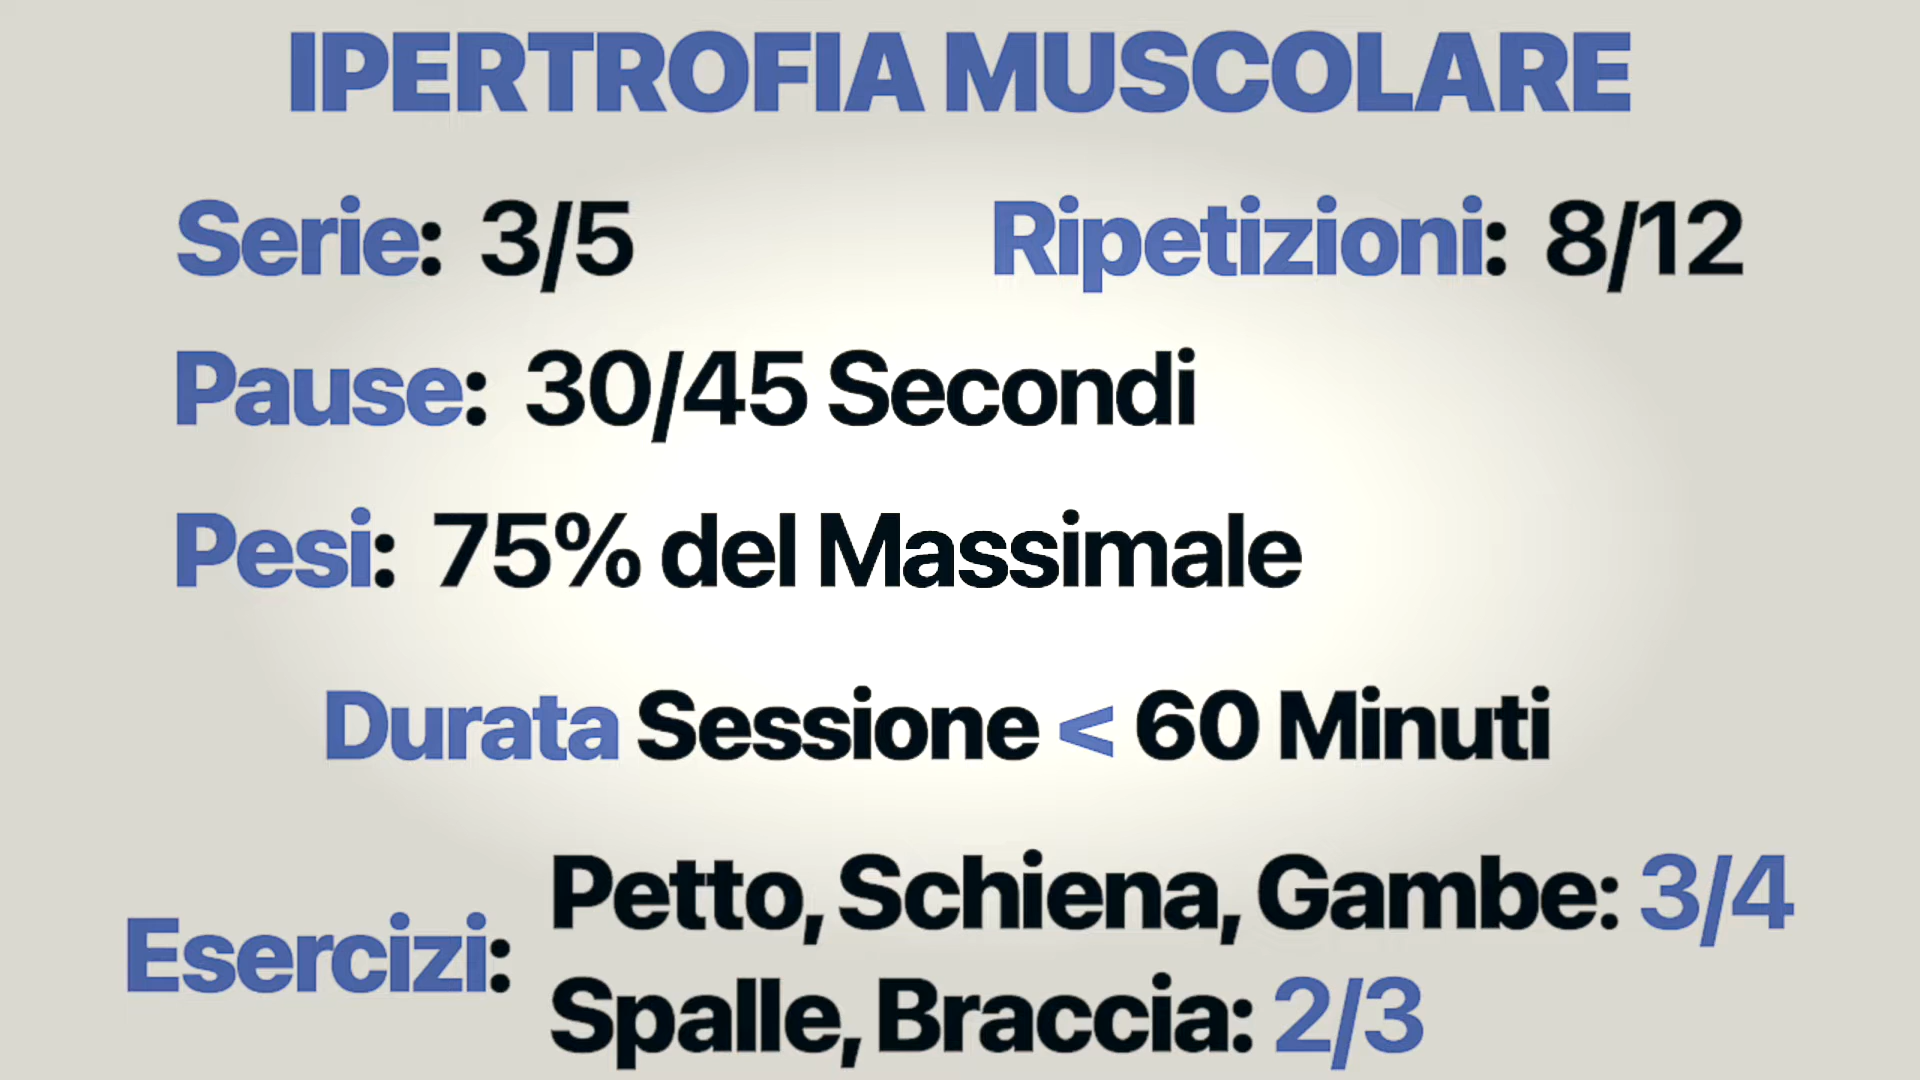 IPERTROFIA MUSCOLARE
Serie: 3/5 Ripetizioni: 8/12
Pause: 30/45 Secondi
Pesi: 75% del Massimale
Durata Sessione < 60 Minuti
Esercizi: Petto, Schiena, Gambe: 3/4
Spalle, Braccia: 2/3